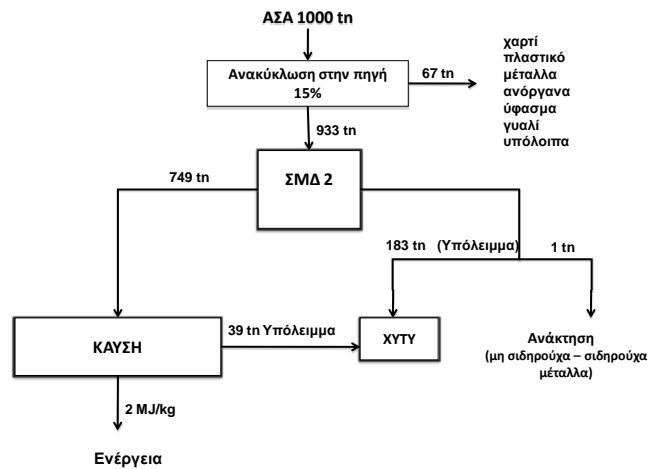 ΑΣΑ 1000 tn
Ανακύκλωση στην πηγή
15%
67 tn
χαρτί
πλαστικό
μέταλλα
ανόργανα
ύφασμα
γυαλί
υπόλοιπα
933 tn
ΣΜΔ 2
749 tn
183 tn (Υπόλειμμα)
1 tn
ΚΑΥΣΗ
39 tn Υπόλειμμα
ΧΥΤΥ
Ανάκτηση
(μη σιδηρούχα – σιδηρούχα
μέταλλα)
2 MJ/kg
Ενέργεια